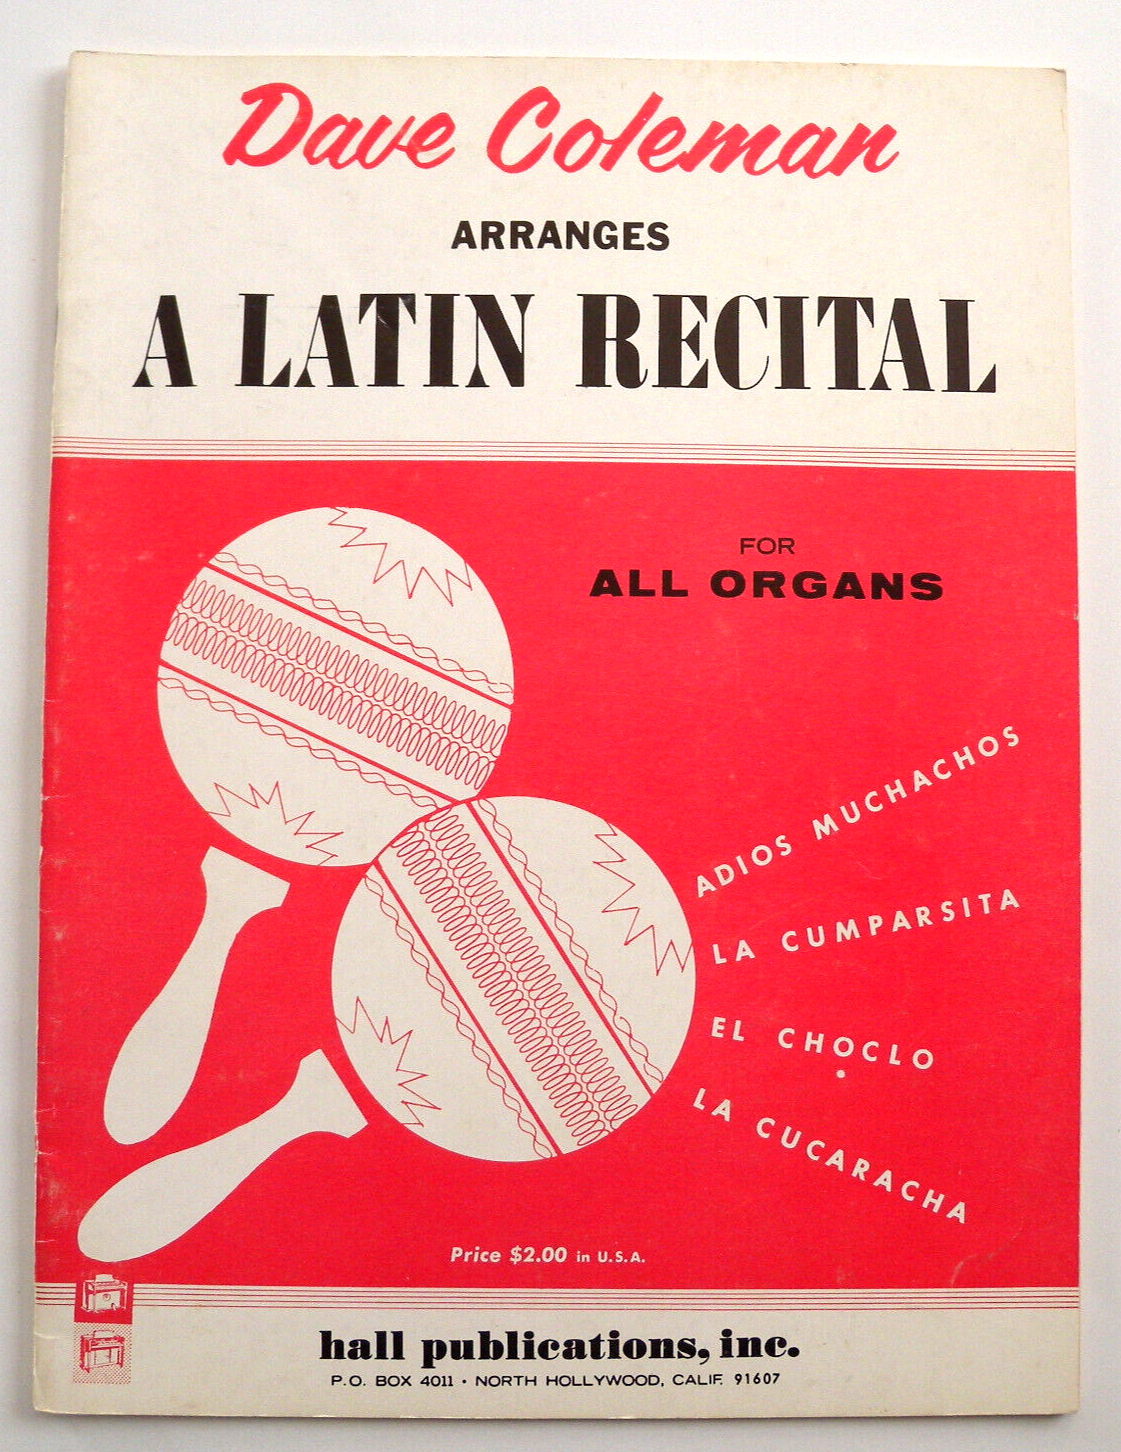 Dave Coleman
ARRANGES
A LATIN RECITAL
FOR
ALL ORGANS
ADIOS MUCHACHOS
LA CUMPARSITA
EL CHOCLO
LA CUCARACHA
Price $2.00 in U.S.A.
hall publications, inc.
P.O. BOX 4011 • NORTH HOLLYWOOD, CALIF. 91607